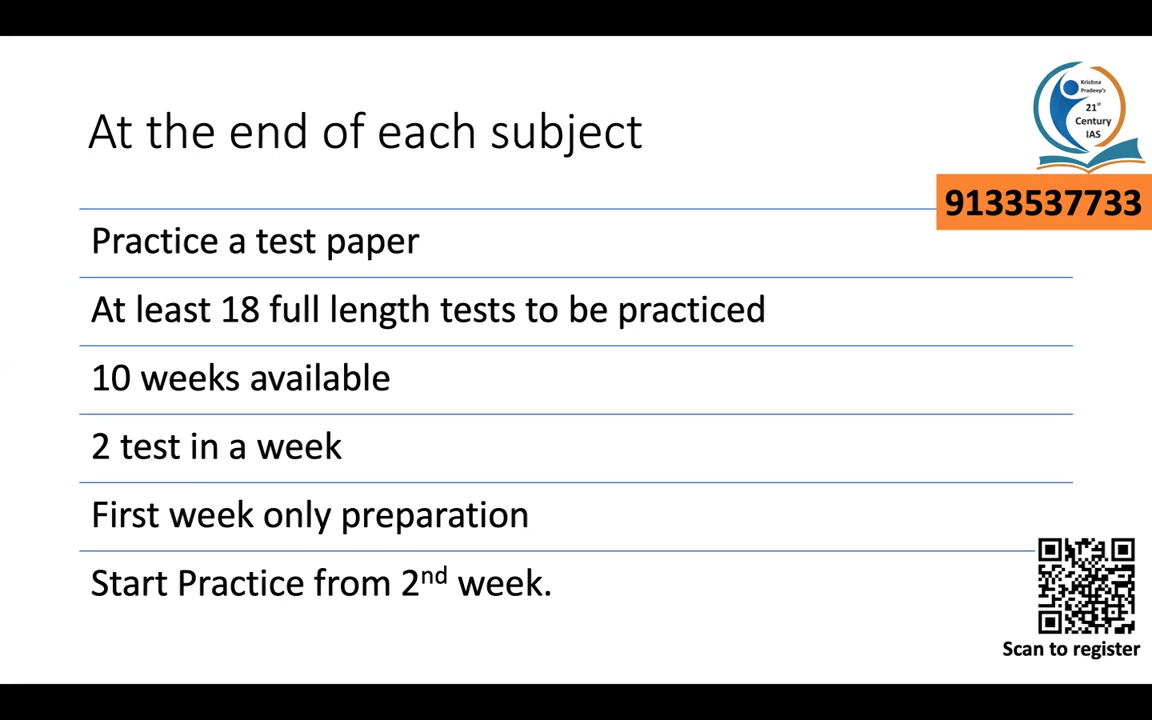 At the end of each subject
Krishna
Pradeep's
21st
Century
IAS
9133537733
Practice a test paper
At least 18 full length tests to be practiced
10 weeks available
2 test in a week
First week only preparation
Start Practice from 2nd week.
Scan to register